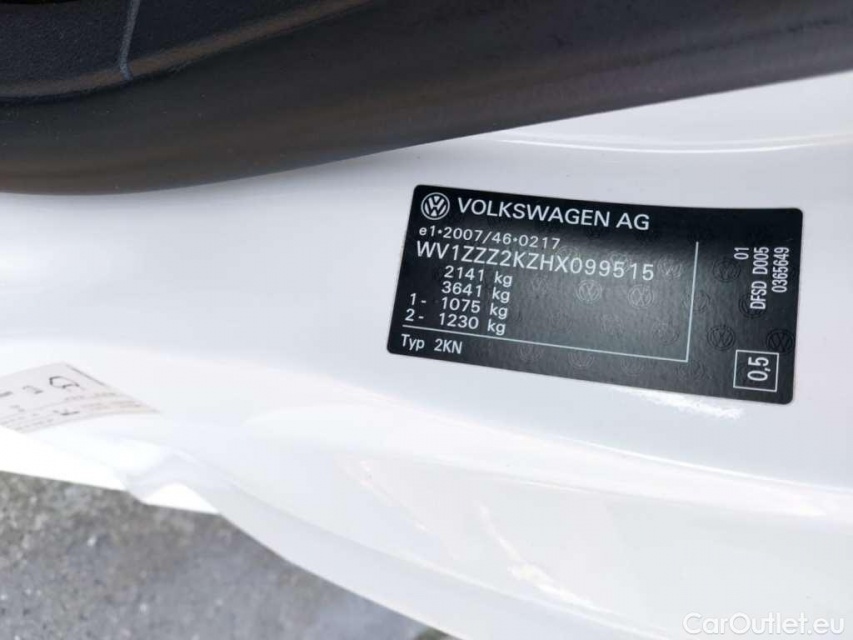 VOLKSWAGEN AG
e1*2007/46*0217
WV1ZZZ2KZHX099515
2141 kg
3641 kg
1- 1075 kg
2- 1230 kg
Typ 2KN
01
DFSD D005
0365649
0,5
CarOutlet.eu